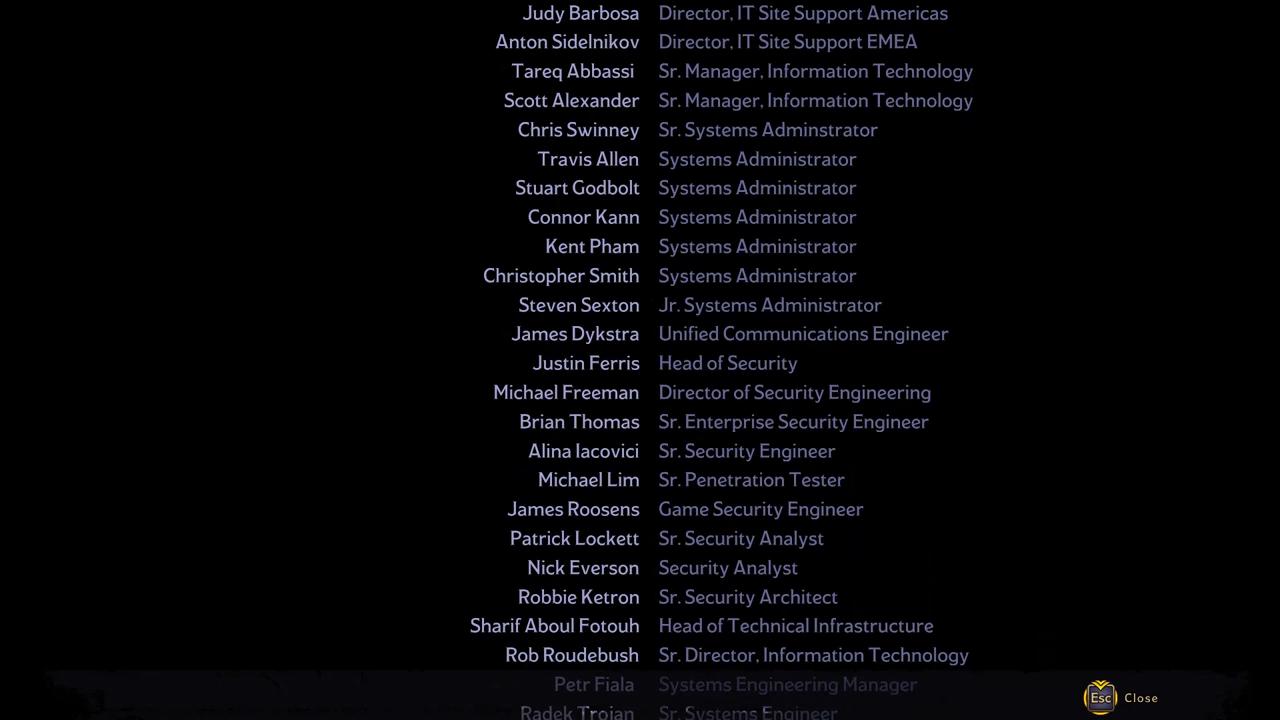 Judy Barbosa Director, IT Site Support Americas
Anton Sidelnikov Director, IT Site Support EMEA
Tareq Abbassi Sr. Manager, Information Technology
Scott Alexander Sr. Manager, Information Technology
Chris Swinney Sr. Systems Adminstrator
Travis Allen Systems Administrator
Stuart Godbolt Systems Administrator
Connor Kann Systems Administrator
Kent Pham Systems Administrator
Christopher Smith Systems Administrator
Steven Sexton Jr. Systems Administrator
James Dykstra Unified Communications Engineer
Justin Ferris Head of Security
Michael Freeman Director of Security Engineering
Brian Thomas Sr. Enterprise Security Engineer
Alina Iacovici Sr. Security Engineer
Michael Lim Sr. Penetration Tester
James Roosens Game Security Engineer
Patrick Lockett Sr. Security Analyst
Nick Everson Security Analyst
Robbie Ketron Sr. Security Architect
Sharif Aboul Fotouh Head of Technical Infrastructure
Rob Roudebush Sr. Director, Information Technology
Petr Fiala Systems Engineering Manager
Esc Close
Radek Trojan Sr. Systems Engineer